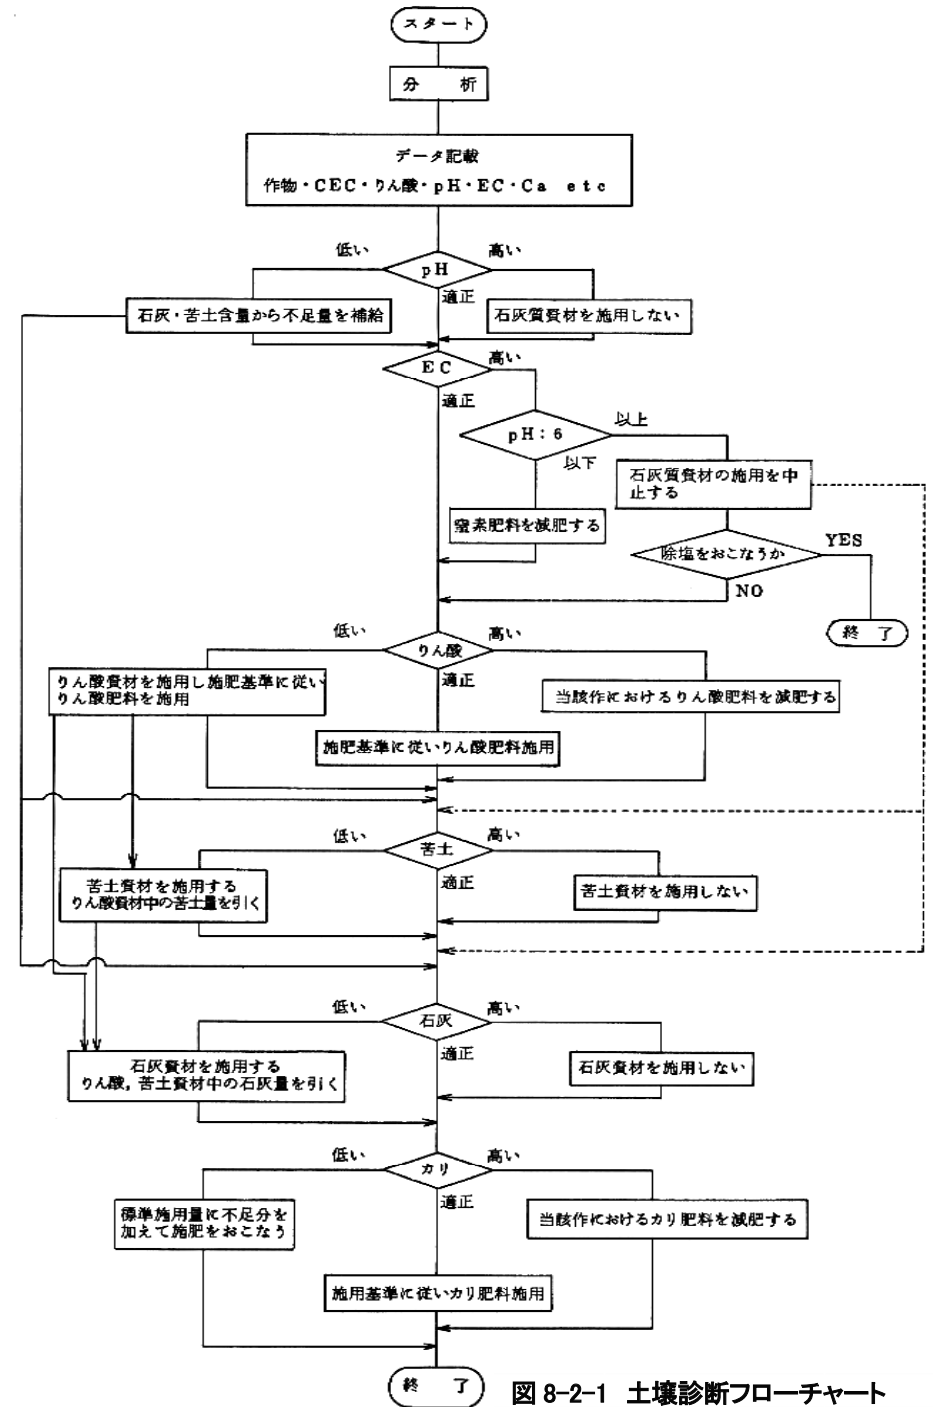 スタート
分　析
データ記載
作物・CEC・りん酸・pH・EC・Ca　etc
低い
高い
pH
適正
石灰・苦土含量から不足量を補給
石灰質資材を施用しない
高い
EC
適正
以上
pH：6
以下
石灰質資材の施用を中
止する
窒素肥料を減肥する
YES
除塩をおこなうか
NO
終　了
低い
高い
りん酸
適正
りん酸資材を施用し施肥基準に従い
りん酸肥料を施用
当該作におけるりん酸肥料を減肥する
施肥基準に従いりん酸肥料施用
低い
高い
苦土
適正
苦土資材を施用する
りん酸資材中の苦土量を引く
苦土資材を施用しない
低い
高い
石灰
適正
石灰資材を施用する
りん酸，苦土資材中の石灰量を引く
石灰資材を施用しない
低い
高い
カリ
適正
標準施用量に不足分を
加えて施肥をおこなう
当該作におけるカリ肥料を減肥する
施用基準に従いカリ肥料施用
終　了
図 8-2-1　土壌診断フローチャート